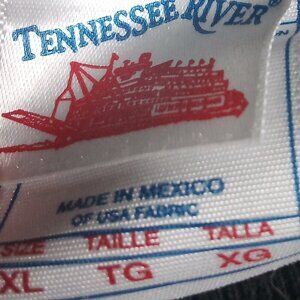 TENNESSEE RIVER®
MADE IN MEXICO
OF USA FABRIC
SIZE TAILLE TALLA
XL TG XG